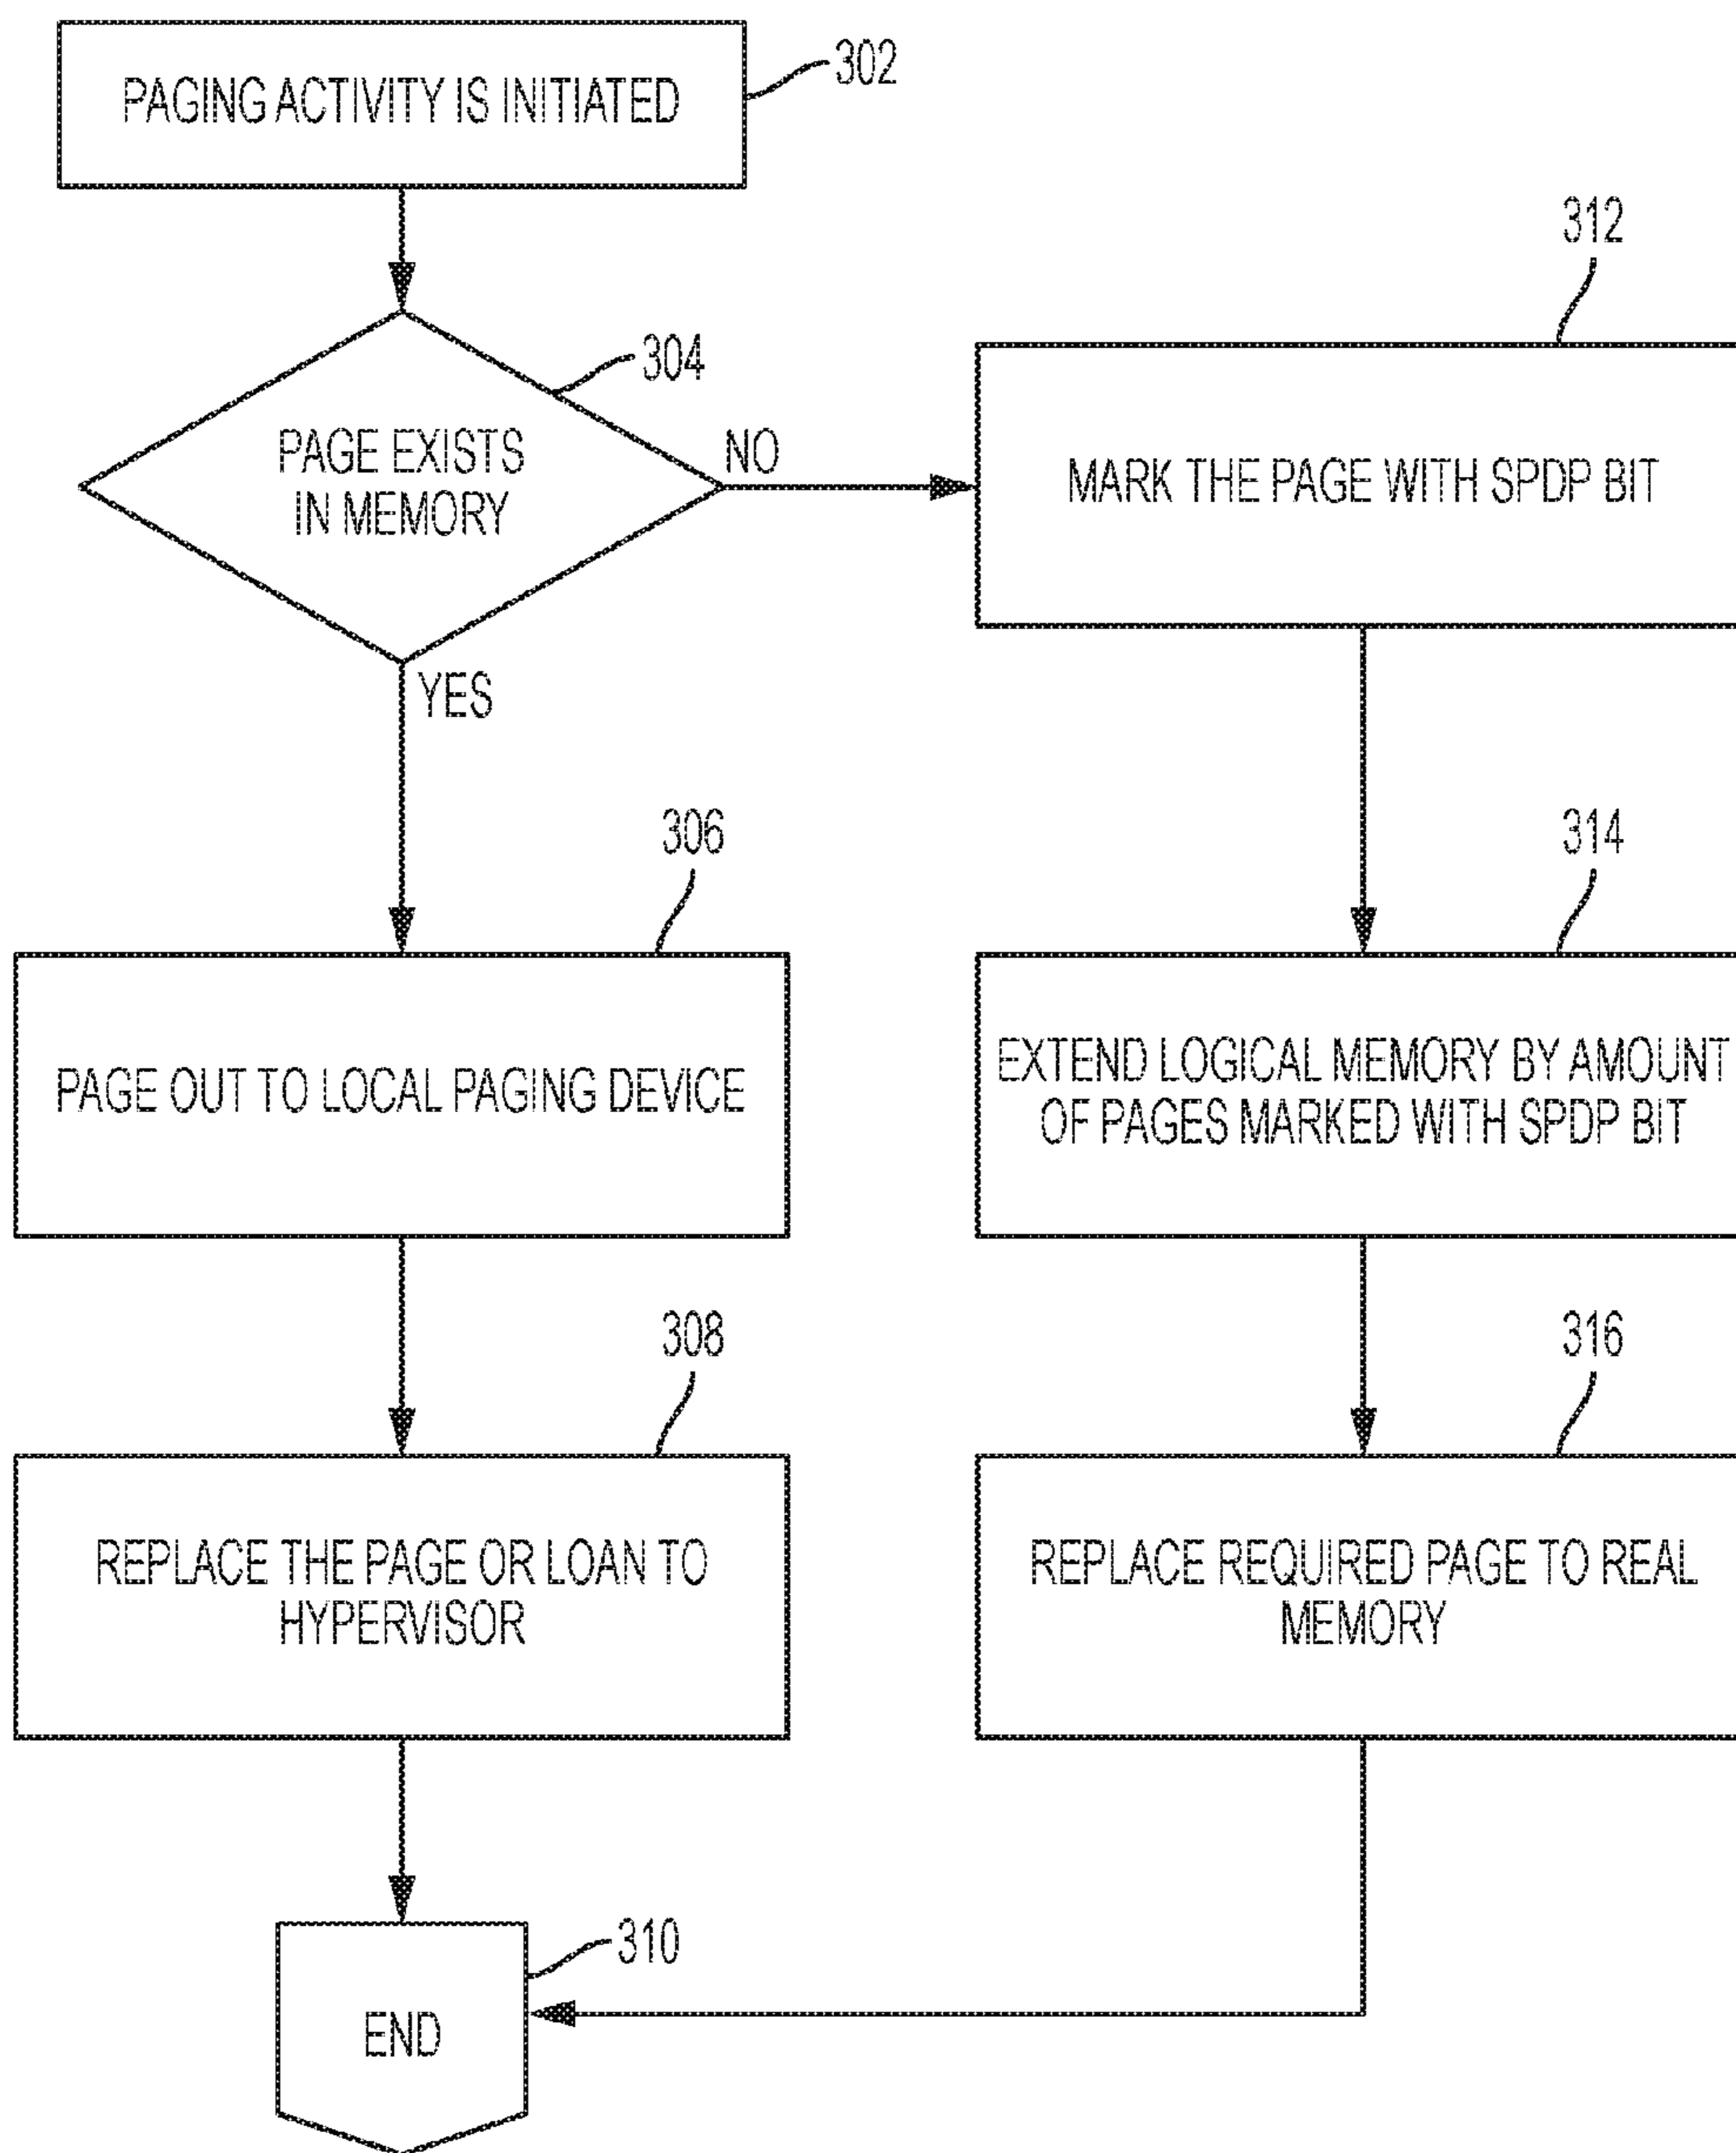 PAGING ACTIVITY IS INITIATED
302
304
PAGE EXISTS
IN MEMORY
NO
YES
312
MARK THE PAGE WITH SPDP BIT
306
PAGE OUT TO LOCAL PAGING DEVICE
314
EXTEND LOGICAL MEMORY BY AMOUNT
OF PAGES MARKED WITH SPDP BIT
308
REPLACE THE PAGE OR LOAN TO
HYPERVISOR
316
REPLACE REQUIRED PAGE TO REAL
MEMORY
310
END